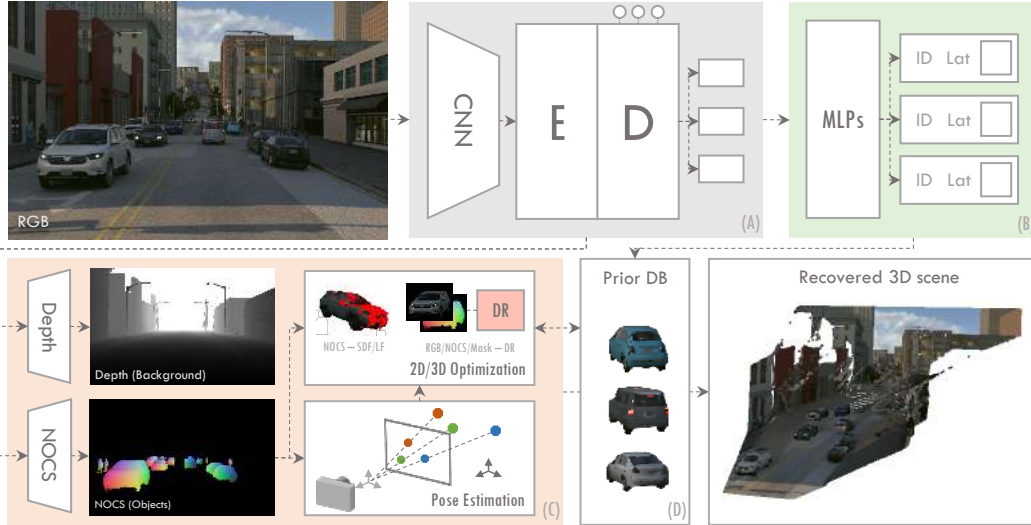 RGB
CNN
E
D
(A)
MLPs
ID Lat
ID Lat
ID Lat
(B)
Depth
Depth (Background)
NOCS
NOCS (Objects)
NOCS – SDF/LF
DR
RGB/NOCS/Mask – DR
2D/3D Optimization
Pose Estimation
(C)
Prior DB
(D)
Recovered 3D scene